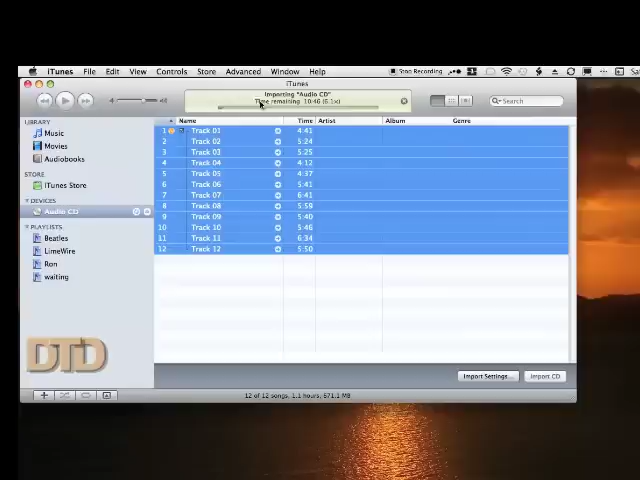 iTunes File Edit View Controls Store Advanced Window Help Stop Recording
iTunes
Importing "Audio CD"
Time remaining: 10:46 (6.1x)
Search
LIBRARY
Music
Movies
Audiobooks
STORE
iTunes Store
DEVICES
Audio CD
PLAYLISTS
Beatles
LimeWire
Ron
waiting
Name Time Artist Album Genre
1 Track 01 4:41
2 Track 02 5:24
3 Track 03 5:25
4 Track 04 4:12
5 Track 05 4:37
6 Track 06 5:41
7 Track 07 6:41
8 Track 08 5:59
9 Track 09 5:40
10 Track 10 5:46
11 Track 11 6:34
12 Track 12 5:50
DTD
Import Settings... Import CD
12 of 12 songs, 1.1 hours, 671.1 MB